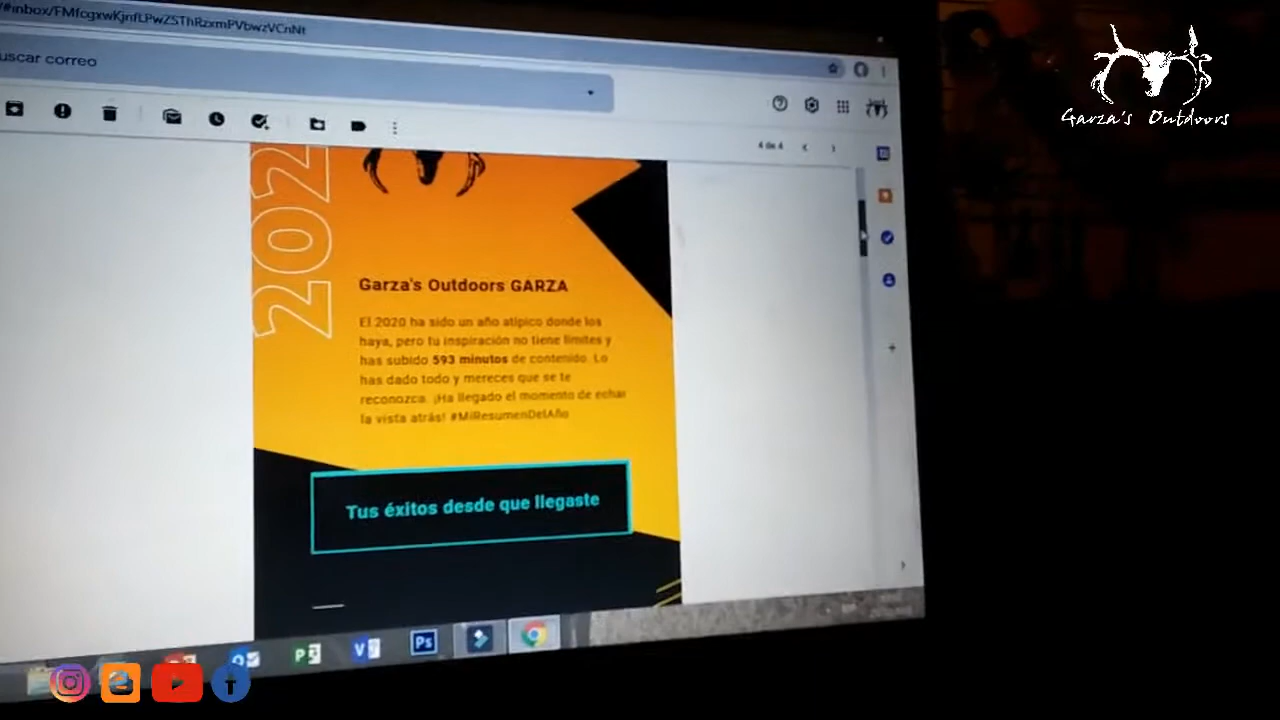 /#inbox/FMfcgxwKjnfLPwZSThRzxmPVbwzVCnNt
uscar correo
Garza's Outdoors
4 de 4
2020
Garza's Outdoors GARZA
El 2020 ha sido un año atípico donde los
haya, pero tu inspiración no tiene límites y
has subido 593 minutos de contenido. Lo
has dado todo y mereces que se te
reconozca. ¡Ha llegado el momento de echar
la vista atrás! #MiResumenDelAño
Tus éxitos desde que llegaste
Ps